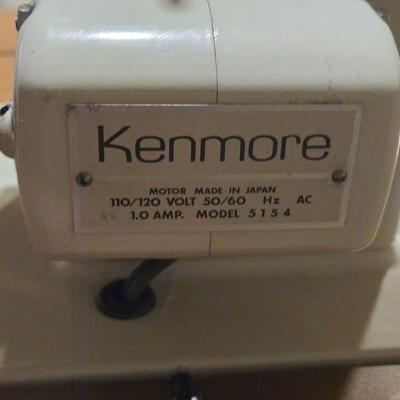 Kenmore
MOTOR MADE IN JAPAN
110/120 VOLT 50/60 Hz AC
1.0 AMP. MODEL 5154